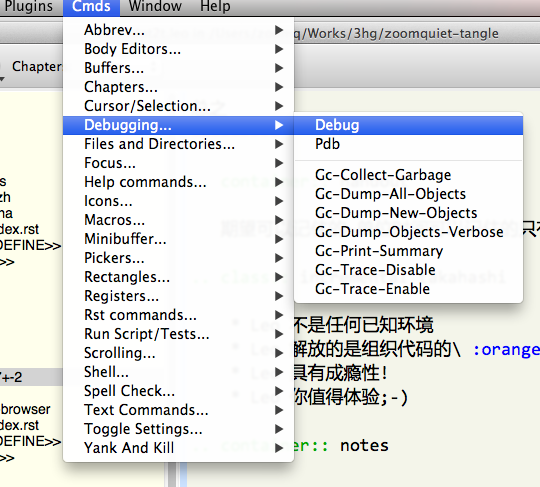 Plugins Cmds Window Help
q/Works/3hg/zoomquiet-tangle
Chapter
Abbrev...
Body Editors...
Buffers...
Chapters...
Cursor/Selection...
Debugging...
Files and Directories...
Focus...
Help commands...
Icons...
Macros...
Minibuffer...
Pickers...
Rectangles...
Registers...
Rst commands...
Run Script/Tests...
Scrolling...
Shell...
Spell Check...
Text Commands...
Toggle Settings...
Yank And Kill
Debug
Pdb
Gc-Collect-Garbage
Gc-Dump-All-Objects
Gc-Dump-New-Objects
Gc-Dump-Objects-Verbose
Gc-Print-Summary
Gc-Trace-Disable
Gc-Trace-Enable
s
zh
na
dex.rst
DEFINE>>
>>
/+-2
browser
dex.rst
DEFINE>>
>>
只有
不是任何已知环境
解放的是组织代码的\ :orange
具有成瘾性!
你值得体验;-)
:: notes